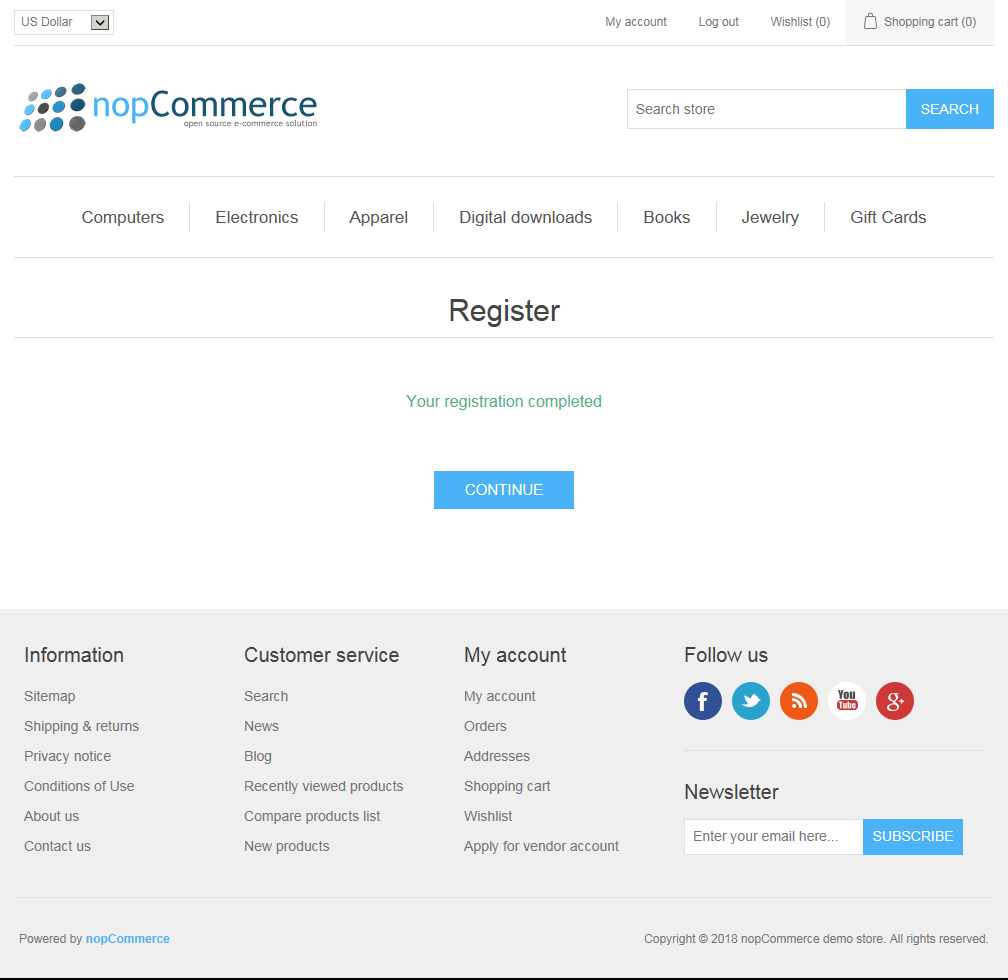 US Dollar My account Log out Wishlist (0) Shopping cart (0)
nopCommerce
open source e-commerce solution
Search store SEARCH
Computers Electronics Apparel Digital downloads Books Jewelry Gift Cards
Register
Your registration completed
CONTINUE
Information
Sitemap
Shipping & returns
Privacy notice
Conditions of Use
About us
Contact us
Customer service
Search
News
Blog
Recently viewed products
Compare products list
New products
My account
My account
Orders
Addresses
Shopping cart
Wishlist
Apply for vendor account
Follow us
f You Tube g+
Newsletter
Enter your email here... SUBSCRIBE
Powered by nopCommerce Copyright © 2018 nopCommerce demo store. All rights reserved.